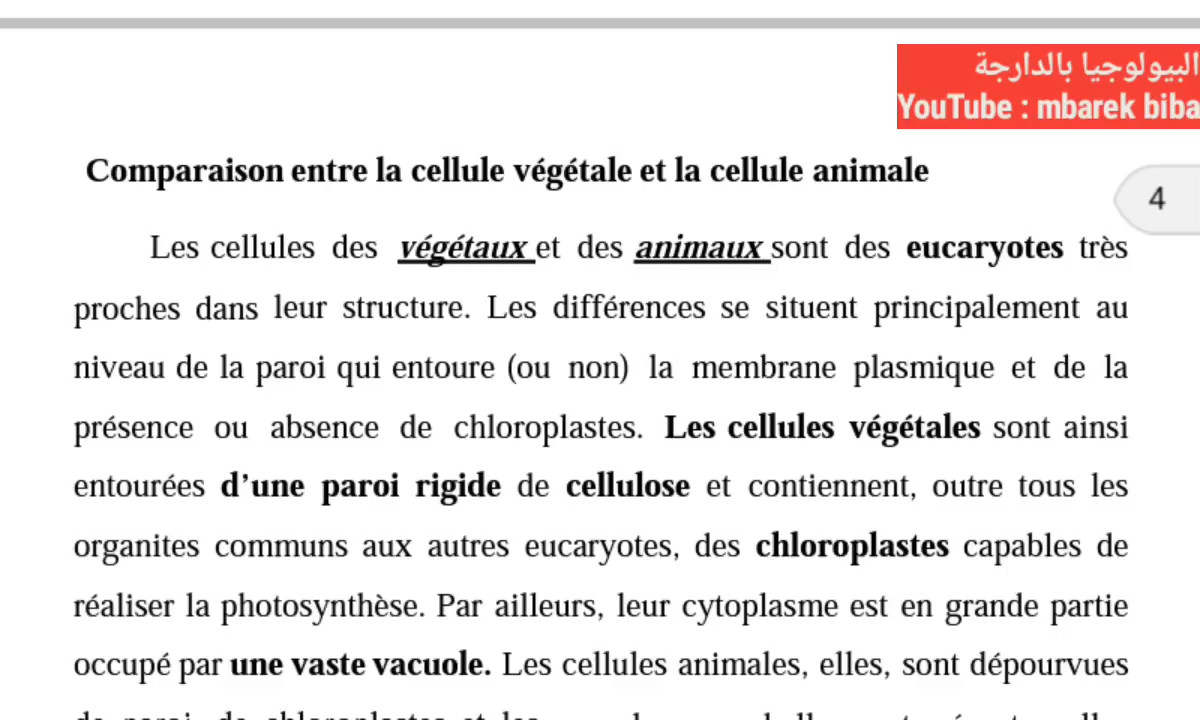 البيولوجيا بالدارجة
YouTube : mbarek biba
Comparaison entre la cellule végétale et la cellule animale
4
Les cellules des végétaux et des animaux sont des eucaryotes très
proches dans leur structure. Les différences se situent principalement au
niveau de la paroi qui entoure (ou non) la membrane plasmique et de la
présence ou absence de chloroplastes. Les cellules végétales sont ainsi
entourées d’une paroi rigide de cellulose et contiennent, outre tous les
organites communs aux autres eucaryotes, des chloroplastes capables de
réaliser la photosynthèse. Par ailleurs, leur cytoplasme est en grande partie
occupé par une vaste vacuole. Les cellules animales, elles, sont dépourvues